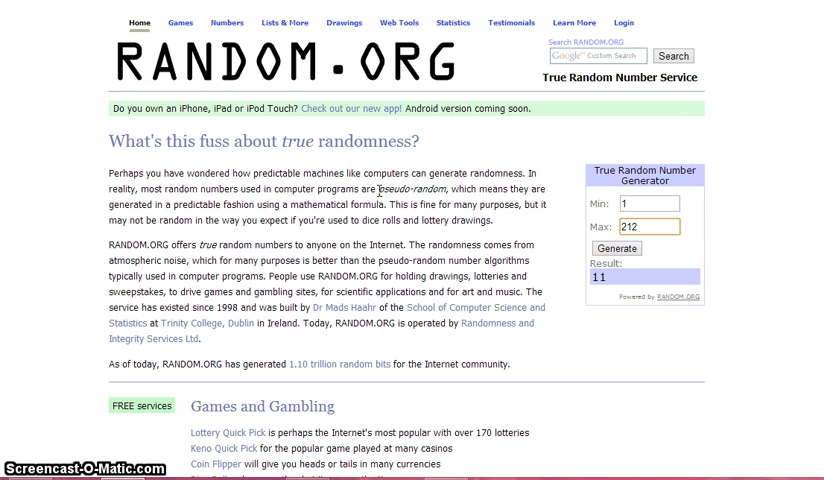 Home Games Numbers Lists & More Drawings Web Tools Statistics Testimonials Learn More Login
RANDOM.ORG
Search RANDOM.ORG
Google™ Custom Search Search
True Random Number Service
Do you own an iPhone, iPad or iPod Touch? Check out our new app! Android version coming soon.
What's this fuss about true randomness?
Perhaps you have wondered how predictable machines like computers can generate randomness. In
reality, most random numbers used in computer programs are pseudo-random, which means they are
generated in a predictable fashion using a mathematical formula. This is fine for many purposes, but it
may not be random in the way you expect if you're used to dice rolls and lottery drawings.
RANDOM.ORG offers true random numbers to anyone on the Internet. The randomness comes from
atmospheric noise, which for many purposes is better than the pseudo-random number algorithms
typically used in computer programs. People use RANDOM.ORG for holding drawings, lotteries and
sweepstakes, to drive games and gambling sites, for scientific applications and for art and music. The
service has existed since 1998 and was built by Dr Mads Haahr of the School of Computer Science and
Statistics at Trinity College, Dublin in Ireland. Today, RANDOM.ORG is operated by Randomness and
Integrity Services Ltd.
As of today, RANDOM.ORG has generated 1.10 trillion random bits for the Internet community.
True Random Number
Generator
Min: 1
Max: 212
Generate
Result:
11
Powered by RANDOM.ORG
FREE services
Games and Gambling
Lottery Quick Pick is perhaps the Internet's most popular with over 170 lotteries
Keno Quick Pick for the popular game played at many casinos
Coin Flipper will give you heads or tails in many currencies
Screencast-O-Matic.com